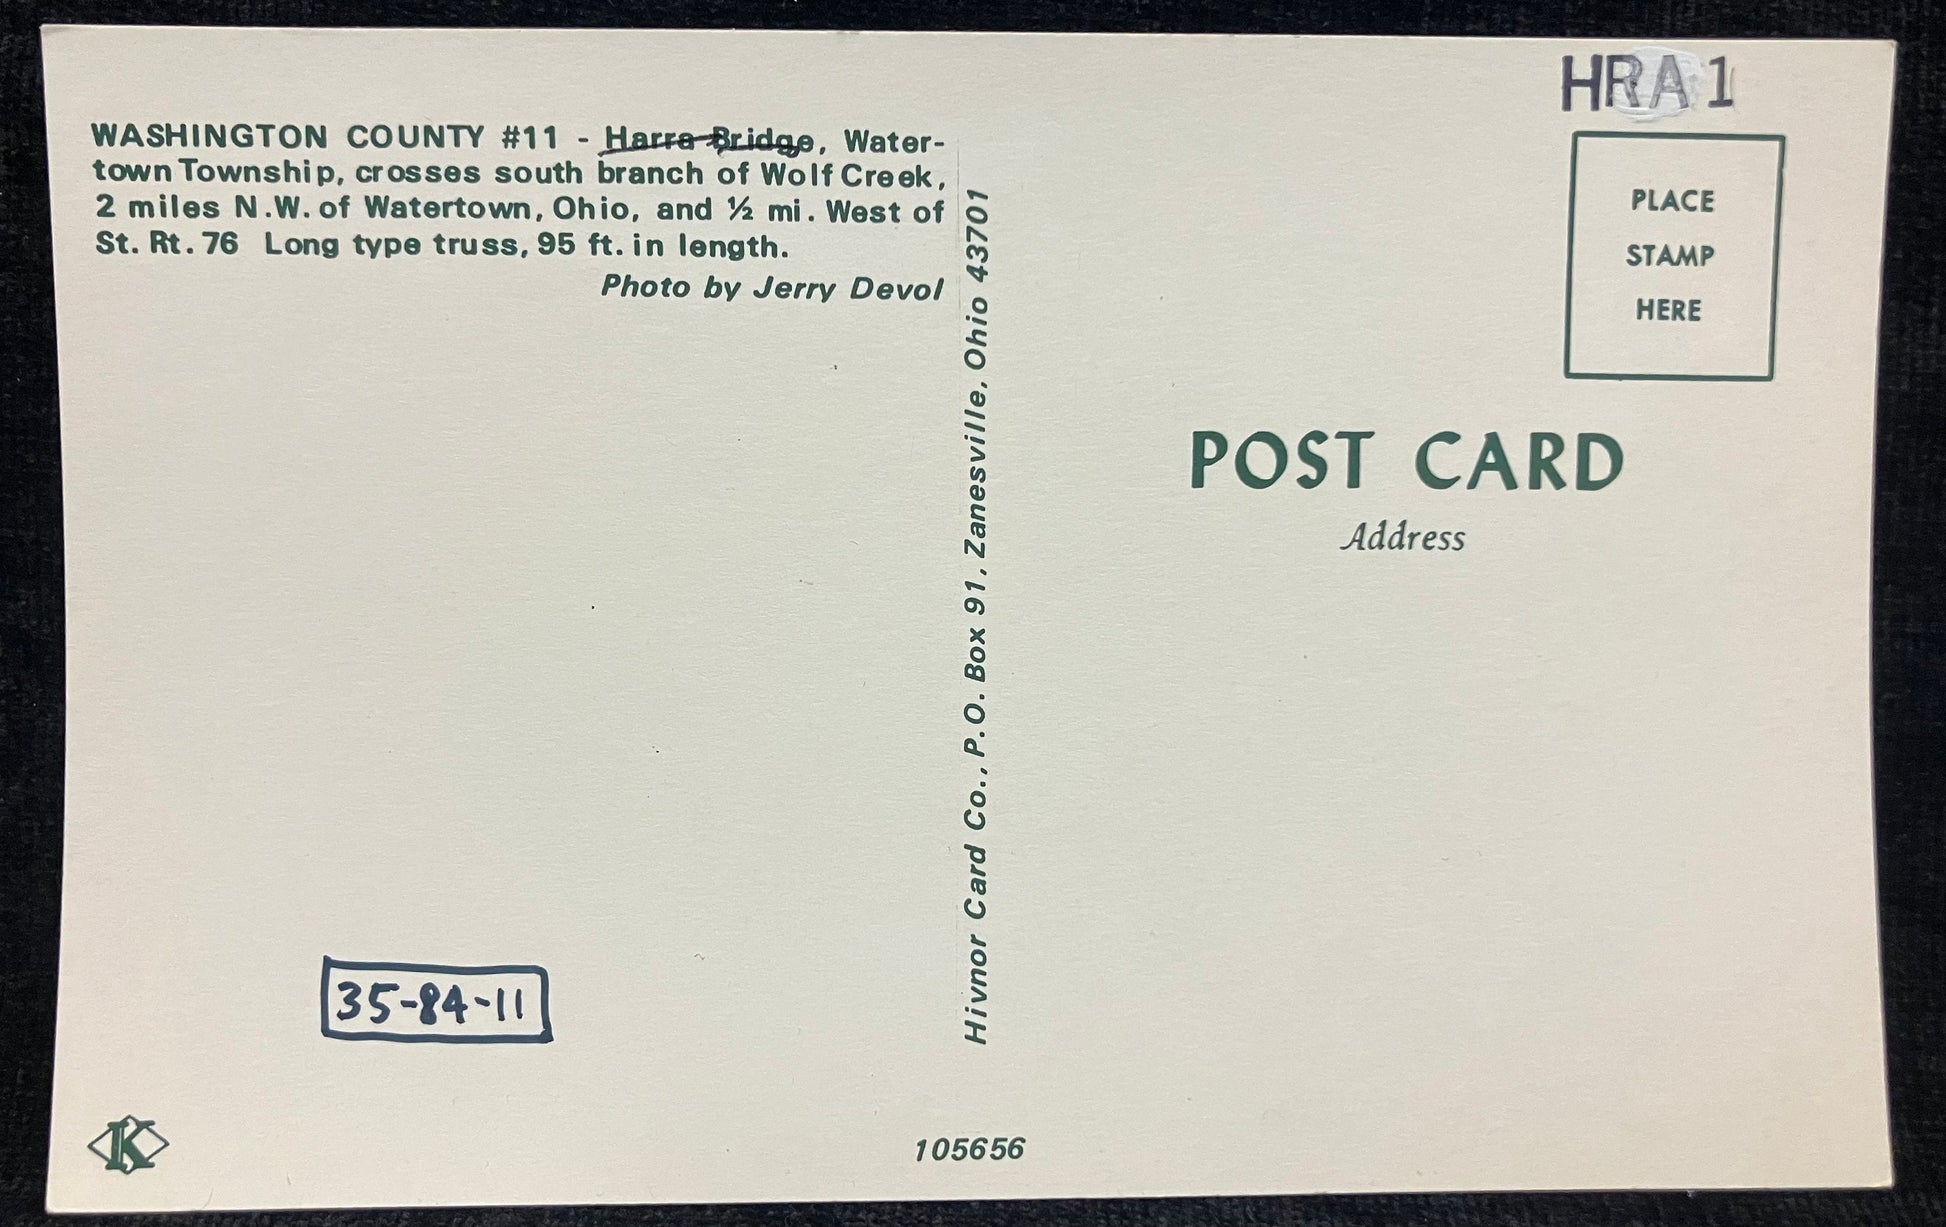 HRA 1
WASHINGTON COUNTY #11 - Harra Bridge, Water-
town Township, crosses south branch of Wolf Creek,
2 miles N.W. of Watertown, Ohio, and ½ mi. West of
St. Rt. 76 Long type truss, 95 ft. in length.
Photo by Jerry Devol
Hivnor Card Co., P.O. Box 91, Zanesville, Ohio 43701
PLACE
STAMP
HERE
POST CARD
Address
35-84-11
K
105656